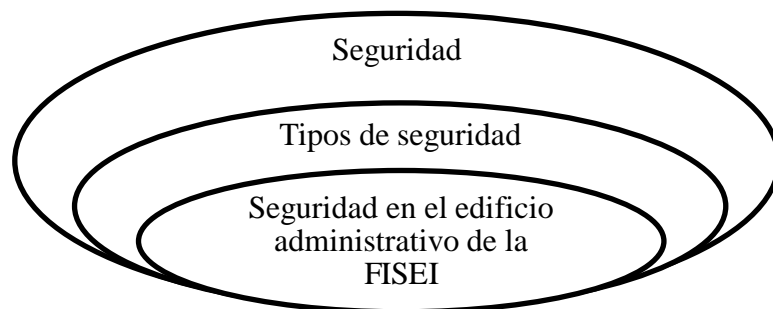 Seguridad
Tipos de seguridad
Seguridad en el edificio
administrativo de la
FISEI